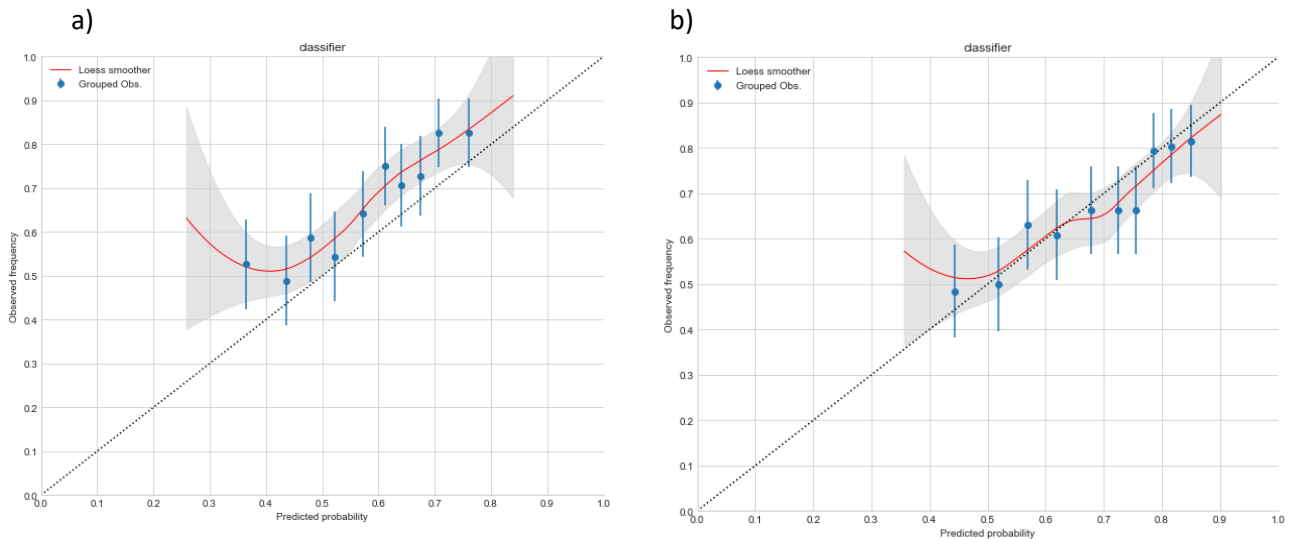 a)
classifier
1.0
Loess smoother
Grouped Obs.
0.9
0.8
0.7
0.6
0.5
0.4
0.3
0.2
0.1
0.0
Observed frequency
0.0 0.1 0.2 0.3 0.4 0.5 0.6 0.7 0.8 0.9 1.0
Predicted probability
b)
classifier
1.0
Loess smoother
Grouped Obs.
0.9
0.8
0.7
0.6
0.5
0.4
0.3
0.2
0.1
0.0
Observed frequency
0.0 0.1 0.2 0.3 0.4 0.5 0.6 0.7 0.8 0.9 1.0
Predicted probability